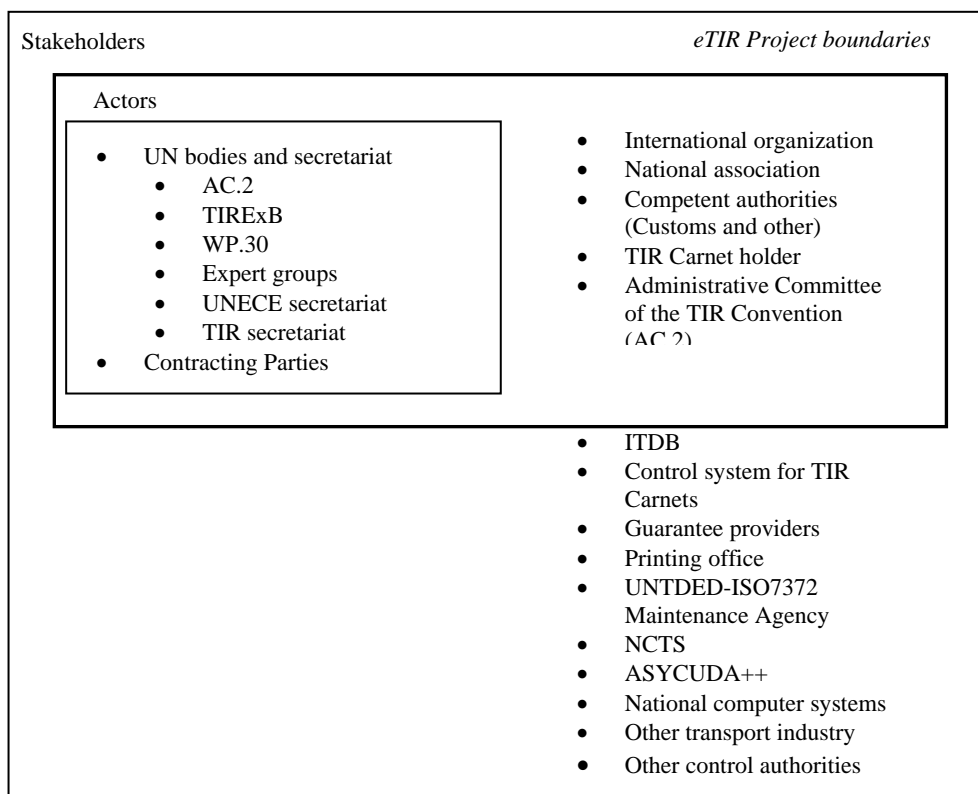 Stakeholders
eTIR Project boundaries
Actors
• UN bodies and secretariat
• AC.2
• TIRExB
• WP.30
• Expert groups
• UNECE secretariat
• TIR secretariat
• Contracting Parties
• International organization
• National association
• Competent authorities
(Customs and other)
• TIR Carnet holder
• Administrative Committee
of the TIR Convention
(AC.2)
• ITDB
• Control system for TIR
Carnets
• Guarantee providers
• Printing office
• UNTDED-ISO7372
Maintenance Agency
• NCTS
• ASYCUDA++
• National computer systems
• Other transport industry
• Other control authorities